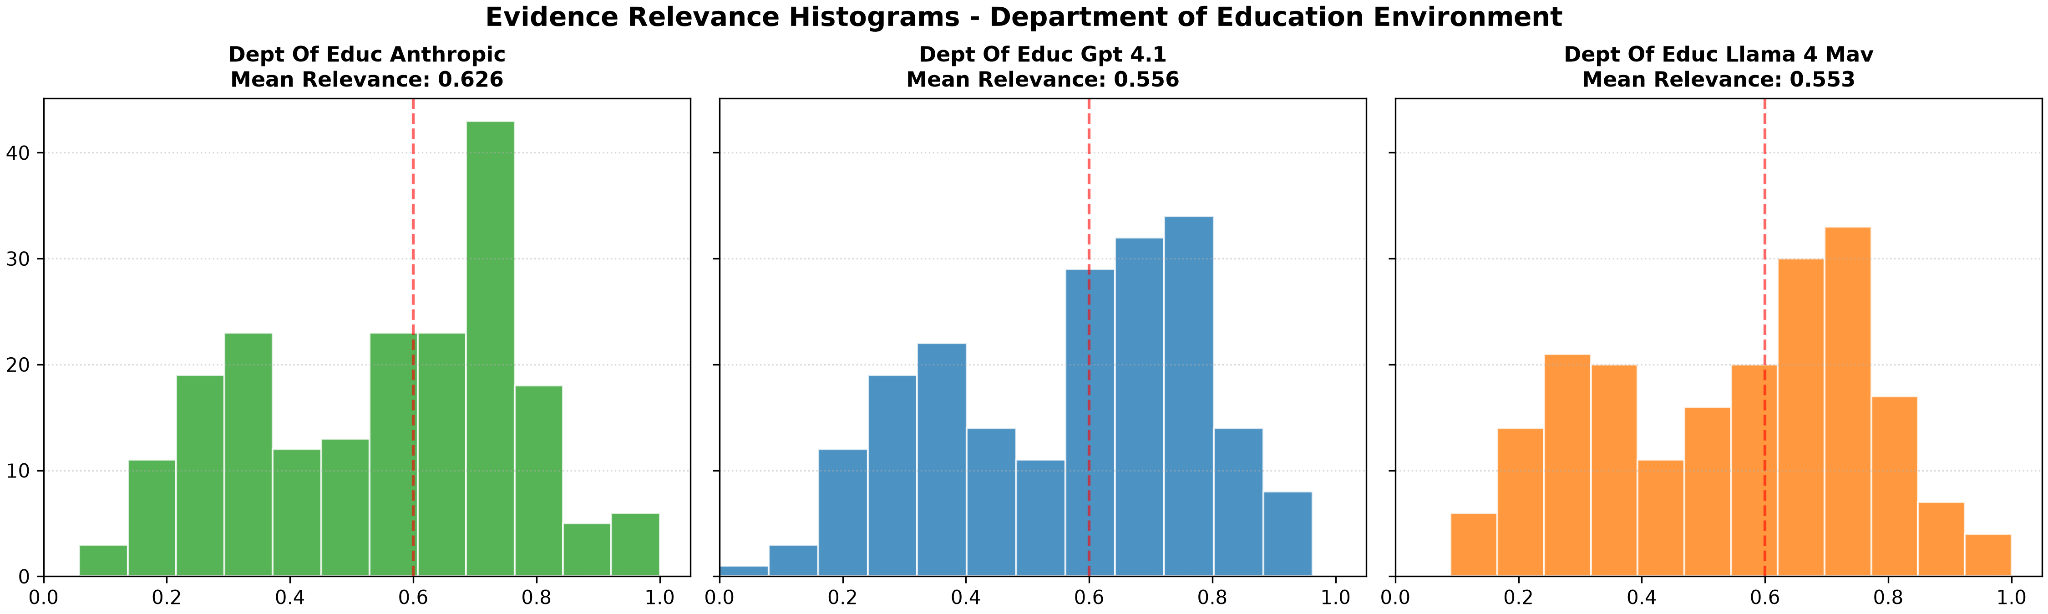 Evidence Relevance Histograms - Department of Education Environment
Dept Of Educ Anthropic
Mean Relevance: 0.626
Dept Of Educ Gpt 4.1
Mean Relevance: 0.556
Dept Of Educ Llama 4 Mav
Mean Relevance: 0.553
40
30
20
10
0
0.0 0.2 0.4 0.6 0.8 1.0
0.0 0.2 0.4 0.6 0.8 1.0
0.0 0.2 0.4 0.6 0.8 1.0